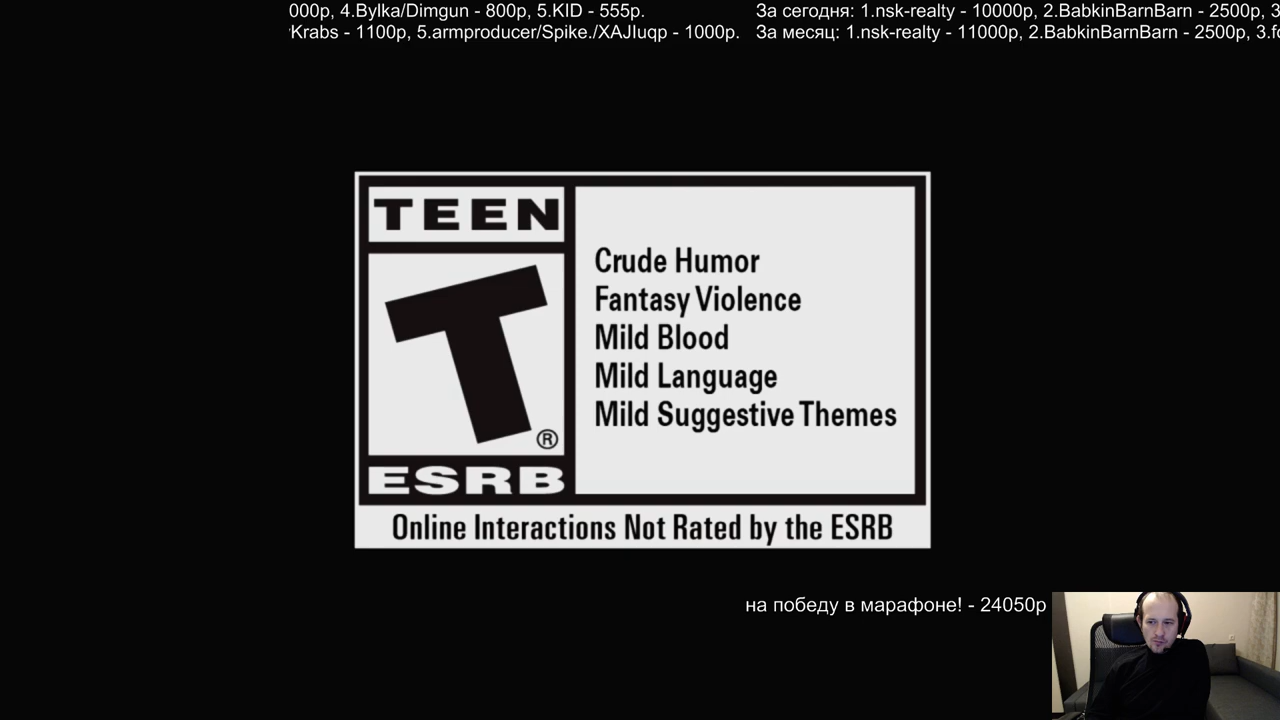 000р, 4.Bylka/Dimgun - 800р, 5.KID - 555р. За сегодня: 1.nsk-realty - 10000р, 2.BabkinBarnBarn - 2500р, 3
Krabs - 1100р, 5.armproducer/Spike./XAJIuqp - 1000р. За месяц: 1.nsk-realty - 11000р, 2.BabkinBarnBarn - 2500р, 3.fo
TEEN
T®
ESRB
Crude Humor
Fantasy Violence
Mild Blood
Mild Language
Mild Suggestive Themes
Online Interactions Not Rated by the ESRB
на победу в марафоне! - 24050р